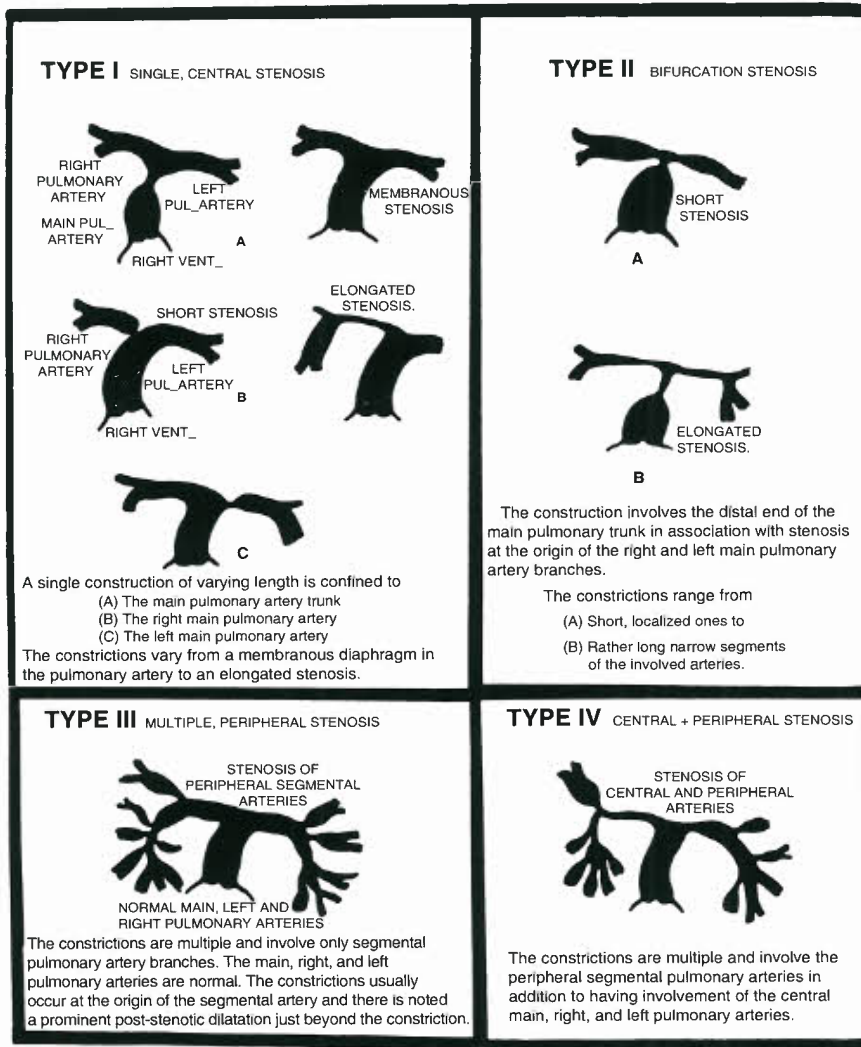 TYPE I SINGLE, CENTRAL STENOSIS
RIGHT
PULMONARY
ARTERY
LEFT
PUL_ARTERY
MAIN PUL_
ARTERY
A
RIGHT VENT_
MEMBRANOUS
STENOSIS
SHORT STENOSIS
RIGHT
PULMONARY
ARTERY
LEFT
PUL_ARTERY
B
RIGHT VENT_
ELONGATED
STENOSIS.
C
A single construction of varying length is confined to
(A) The main pulmonary artery trunk
(B) The right main pulmonary artery
(C) The left main pulmonary artery
The constrictions vary from a membranous diaphragm in
the pulmonary artery to an elongated stenosis.
TYPE II BIFURCATION STENOSIS
SHORT
STENOSIS
A
ELONGATED
STENOSIS.
B
The construction involves the distal end of the
main pulmonary trunk in association with stenosis
at the origin of the right and left main pulmonary
artery branches.
The constrictions range from
(A) Short, localized ones to
(B) Rather long narrow segments
of the involved arteries.
TYPE III MULTIPLE, PERIPHERAL STENOSIS
STENOSIS OF
PERIPHERAL SEGMENTAL
ARTERIES
NORMAL MAIN, LEFT AND
RIGHT PULMONARY ARTERIES
The constrictions are multiple and involve only segmental
pulmonary artery branches. The main, right, and left
pulmonary arteries are normal. The constrictions usually
occur at the origin of the segmental artery and there is noted
a prominent post-stenotic dilatation just beyond the constriction.
TYPE IV CENTRAL + PERIPHERAL STENOSIS
STENOSIS OF
CENTRAL AND PERIPHERAL
ARTERIES
The constrictions are multiple and involve the
peripheral segmental pulmonary arteries in
addition to having involvement of the central
main, right, and left pulmonary arteries.